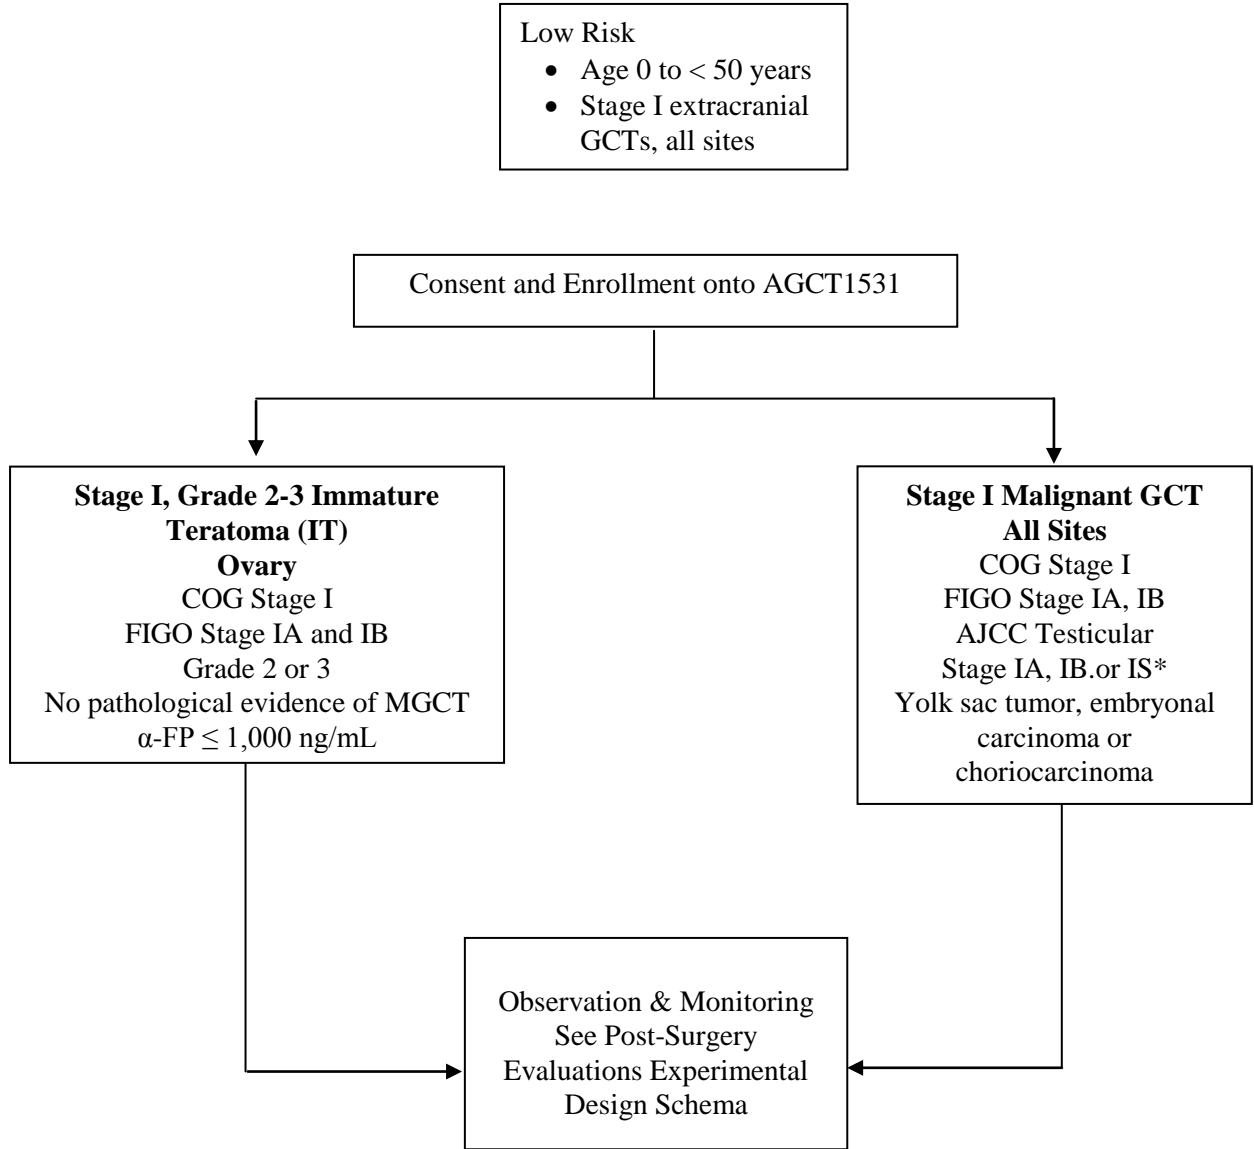 Low Risk
• Age 0 to < 50 years
• Stage I extracranial
GCTs, all sites
Consent and Enrollment onto AGCT1531
Stage I, Grade 2-3 Immature
Teratoma (IT)
Ovary
COG Stage I
FIGO Stage IA and IB
Grade 2 or 3
No pathological evidence of MGCT
α-FP ≤ 1,000 ng/mL
Stage I Malignant GCT
All Sites
COG Stage I
FIGO Stage IA, IB
AJCC Testicular
Stage IA, IB.or IS*
Yolk sac tumor, embryonal
carcinoma or
choriocarcinoma
Observation & Monitoring
See Post-Surgery
Evaluations Experimental
Design Schema